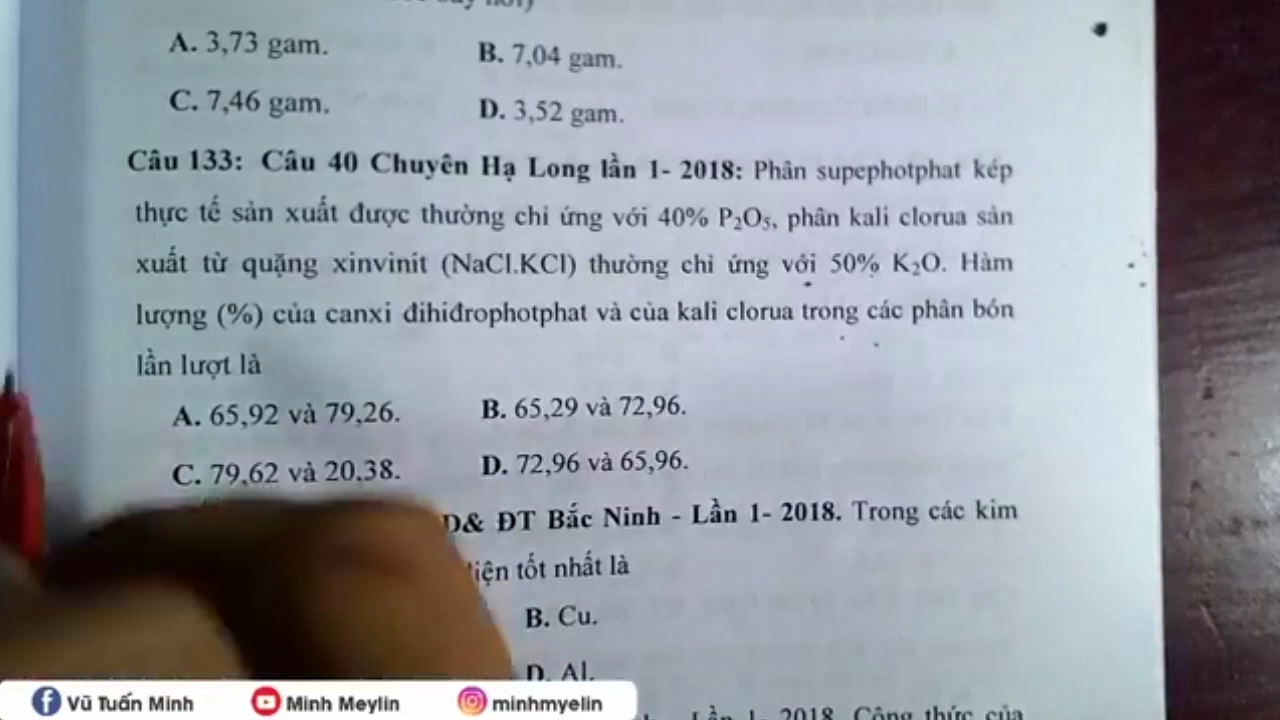 A. 3,73 gam. B. 7,04 gam.
C. 7,46 gam. D. 3,52 gam.
Câu 133: Câu 40 Chuyên Hạ Long lần 1- 2018: Phân supephotphat kép
thực tế sản xuất được thường chỉ ứng với 40% P₂O₅, phân kali clorua sản
xuất từ quặng xinvinit (NaCl.KCl) thường chỉ ứng với 50% K₂O. Hàm
lượng (%) của canxi đihiđrophotphat và của kali clorua trong các phân bón
lần lượt là
A. 65,92 và 79,26. B. 65,29 và 72,96.
C. 79,62 và 20,38. D. 72,96 và 65,96.
ĐT Bắc Ninh - Lần 1- 2018. Trong các kim
tốt nhất là
B. Cu.
D. Al.
Lần 1- 2018. Công thức của
Vũ Tuấn Minh Minh Meylin minhmyelin